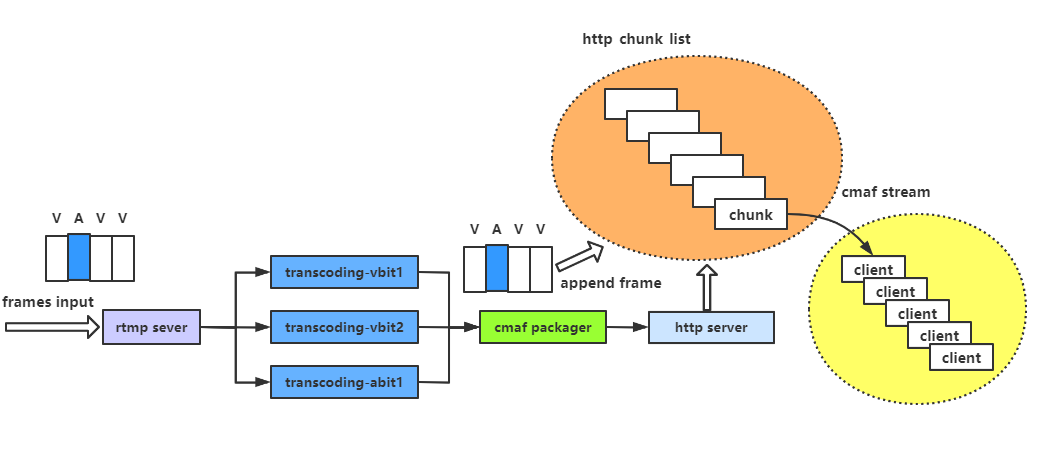 http chunk list
chunk
cmaf stream
V A V V
frames input
rtmp sever
transcoding-vbit1
transcoding-vbit2
transcoding-abit1
V A V V
append frame
cmaf packager
http server
client
client
client
client
client